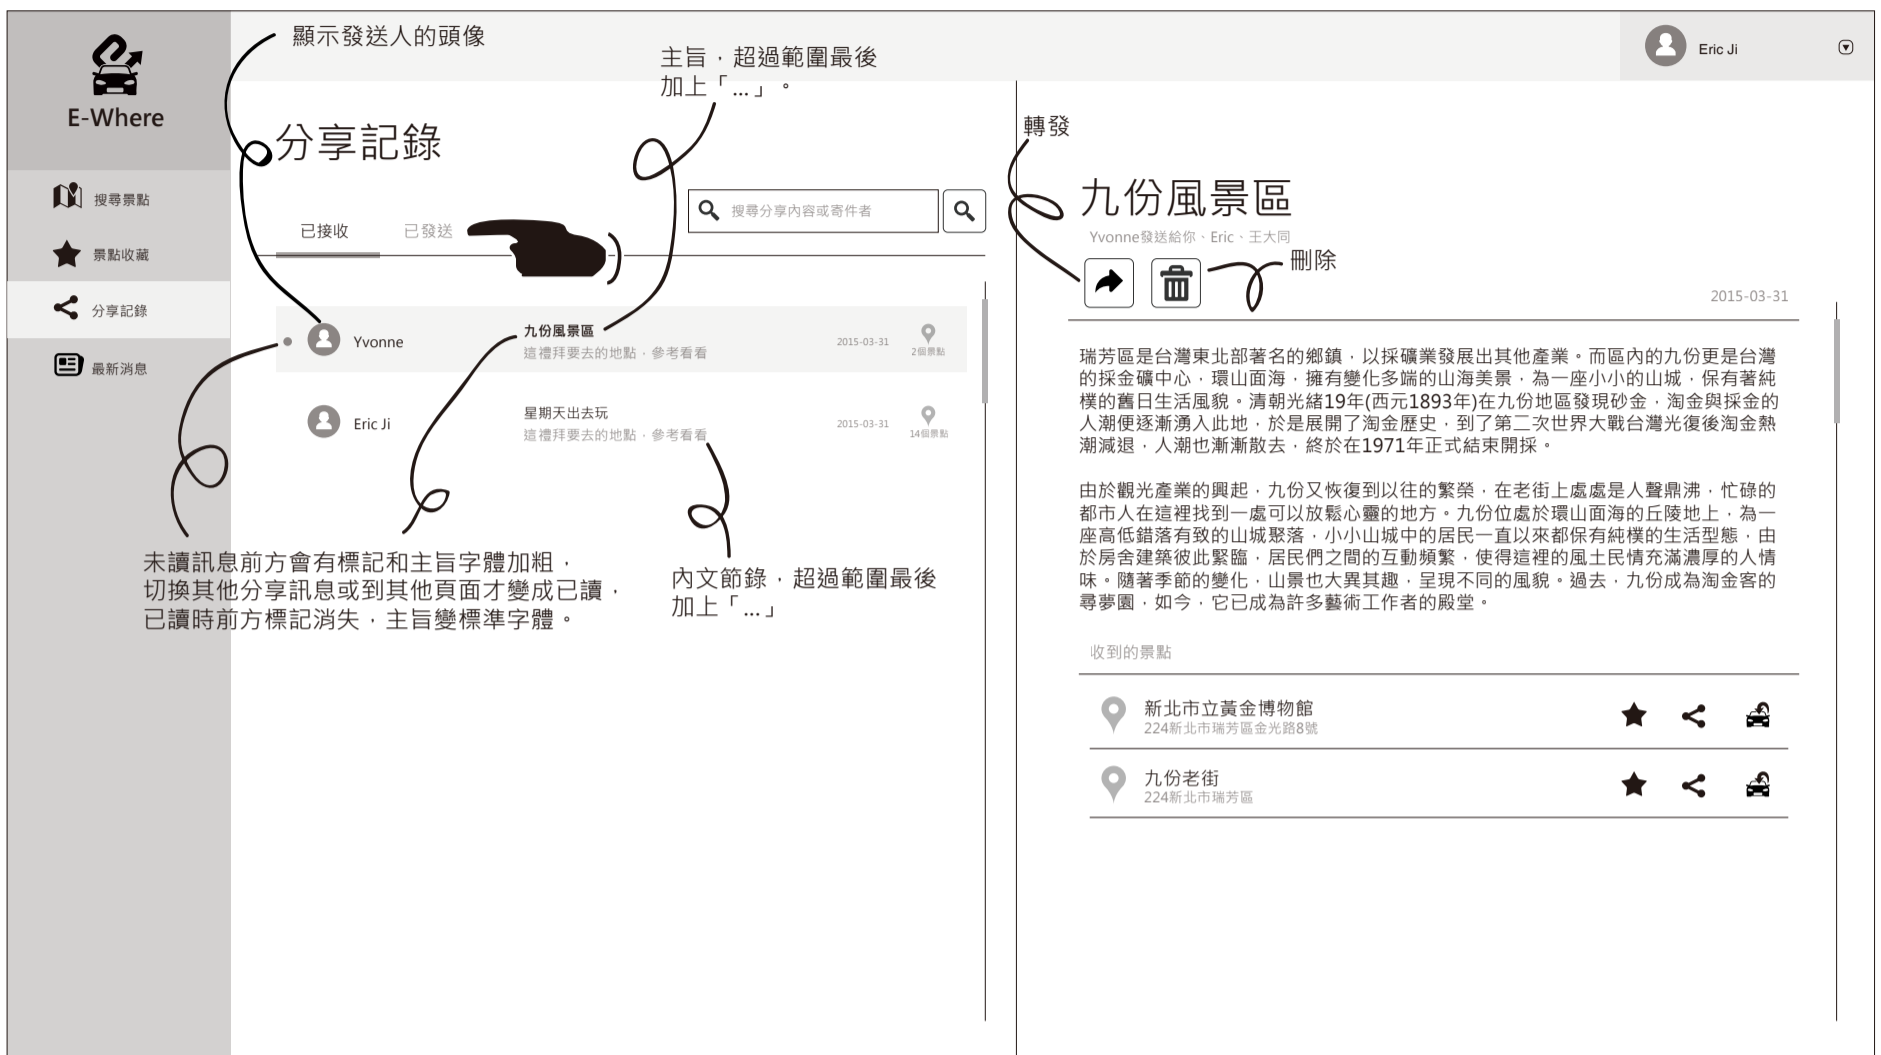 顯示發送人的頭像
主旨，超過範圍最後
加上「...」。
Eric Ji
E-Where
搜尋景點
景點收藏
分享記錄
最新消息
分享記錄
已接收
已發送
搜尋分享內容或寄件者
Yvonne
九份風景區
這禮拜要去的地點，參考看看
2015-03-31
2個景點
Eric Ji
星期天出去玩
這禮拜要去的地點，參考看看
2015-03-31
14個景點
未讀訊息前方會有標記和主旨字體加粗，
切換其他分享訊息或到其他頁面才變成已讀，
已讀時前方標記消失，主旨變標準字體。
內文節錄，超過範圍最後
加上「...」
轉發
九份風景區
Yvonne發送給你、Eric、王大同
刪除
2015-03-31
瑞芳區是台灣東北部著名的鄉鎮，以採礦業發展出其他產業。而區內的九份更是台灣
的採金礦中心，環山面海，擁有變化多端的山海美景，為一座小小的山城，保有著純
樸的舊日生活風貌。清朝光緒19年(西元1893年)在九份地區發現砂金，淘金與採金的
人潮便逐漸湧入此地，於是展開了淘金歷史，到了第二次世界大戰台灣光復後淘金熱
潮減退，人潮也漸漸散去，終於在1971年正式結束開採。
由於觀光產業的興起，九份又恢復到以往的繁榮，在老街上處處是人聲鼎沸，忙碌的
都市人在這裡找到一處可以放鬆心靈的地方。九份位處於環山面海的丘陵地上，為一
座高低錯落有致的山城聚落，小小山城中的居民一直以來都保有純樸的生活型態，由
於房舍建築彼此緊臨，居民們之間的互動頻繁，使得這裡的風土民情充滿濃厚的人情
味。隨著季節的變化，山景也大異其趣，呈現不同的風貌。過去，九份成為淘金客的
尋夢園，如今，它已成為許多藝術工作者的殿堂。
收到的景點
新北市立黃金博物館
224新北市瑞芳區金光路8號
九份老街
224新北市瑞芳區